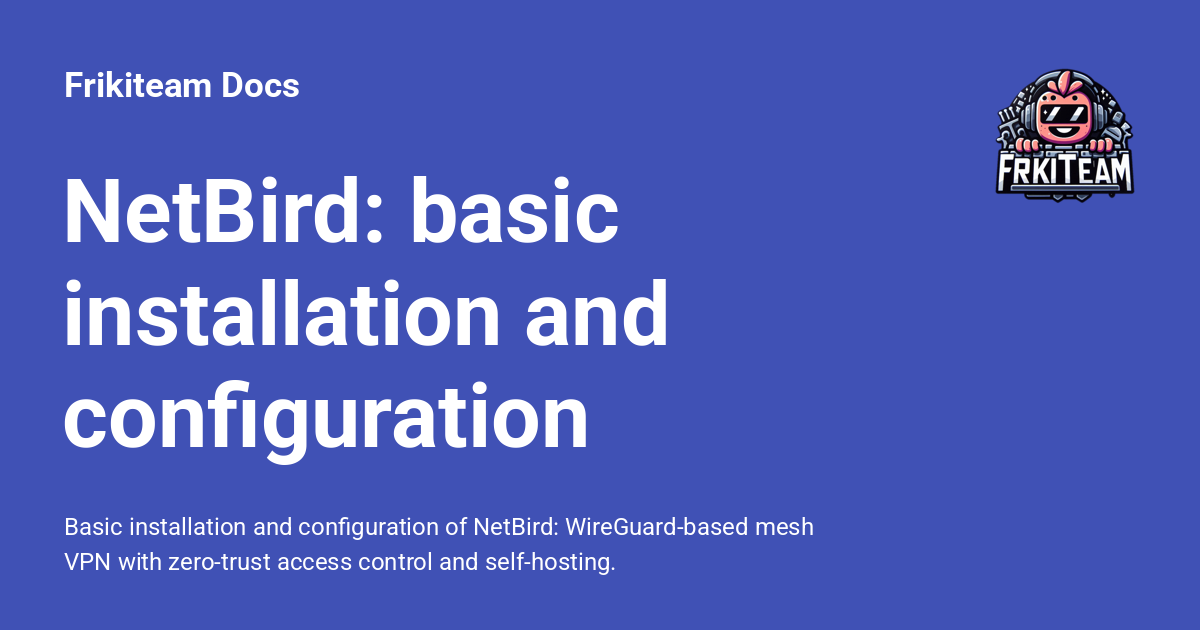 Frikiteam Docs
FRKITEAM
NetBird: basic
installation and
configuration
Basic installation and configuration of NetBird: WireGuard-based mesh
VPN with zero-trust access control and self-hosting.